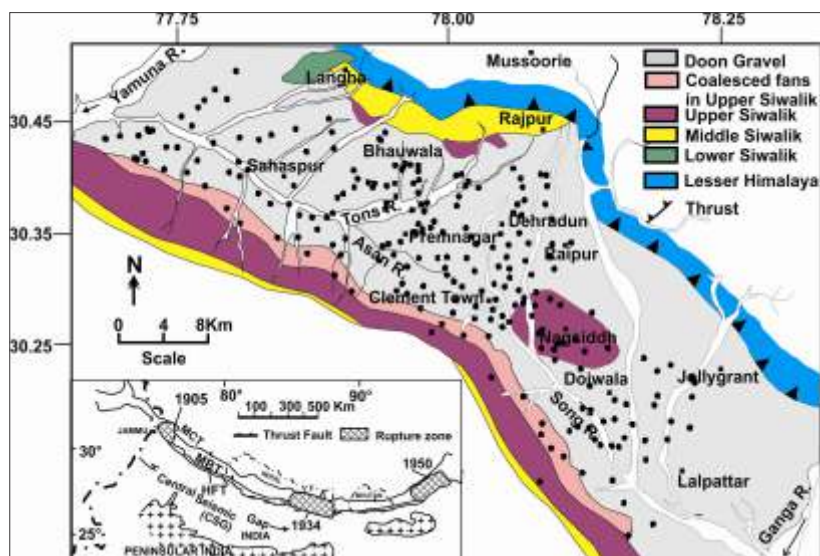 77.75
78.00
78.25
30.45
30.35
30.25
Yamuna R.
Langha
Mussoorie
Rajpur
Sahaspur
Bhauwala
Tons R.
Asan R.
Premnagar
Dehradun
Raipur
Clement Town
Nagsiddh
Doiwala
Song R.
Jollygrant
Lalpattar
Ganga R.
Doon Gravel
Coalesced fans
in Upper Siwalik
Upper Siwalik
Middle Siwalik
Lower Siwalik
Lesser Himalaya
Thrust
N
0 4 8Km
Scale
80° 90°
1905
100 300 500 Km
Thrust Fault
Rupture zone
JAMMU
MCT
MBT
HFT
30°
25°
1950
1934
Central Seismic Gap
(CSG)
INDIA
PENINSULAR INDIA